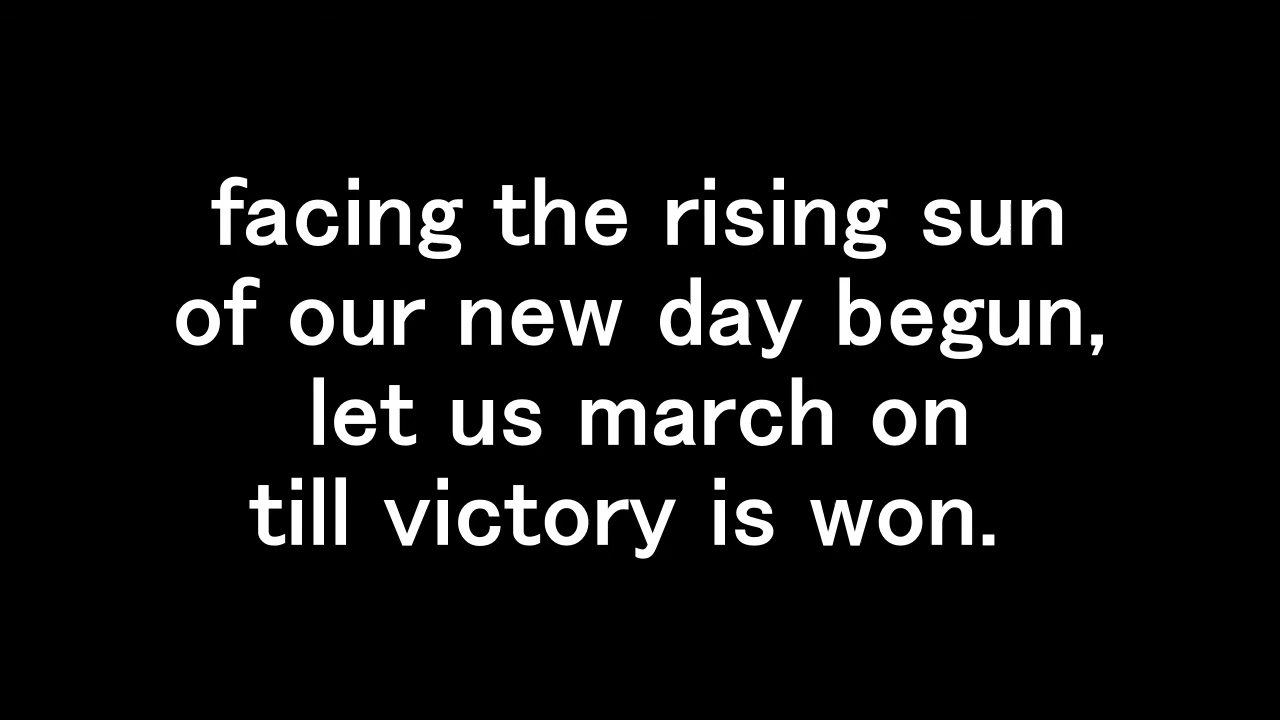 facing the rising sun
of our new day begun,
let us march on
till victory is won.